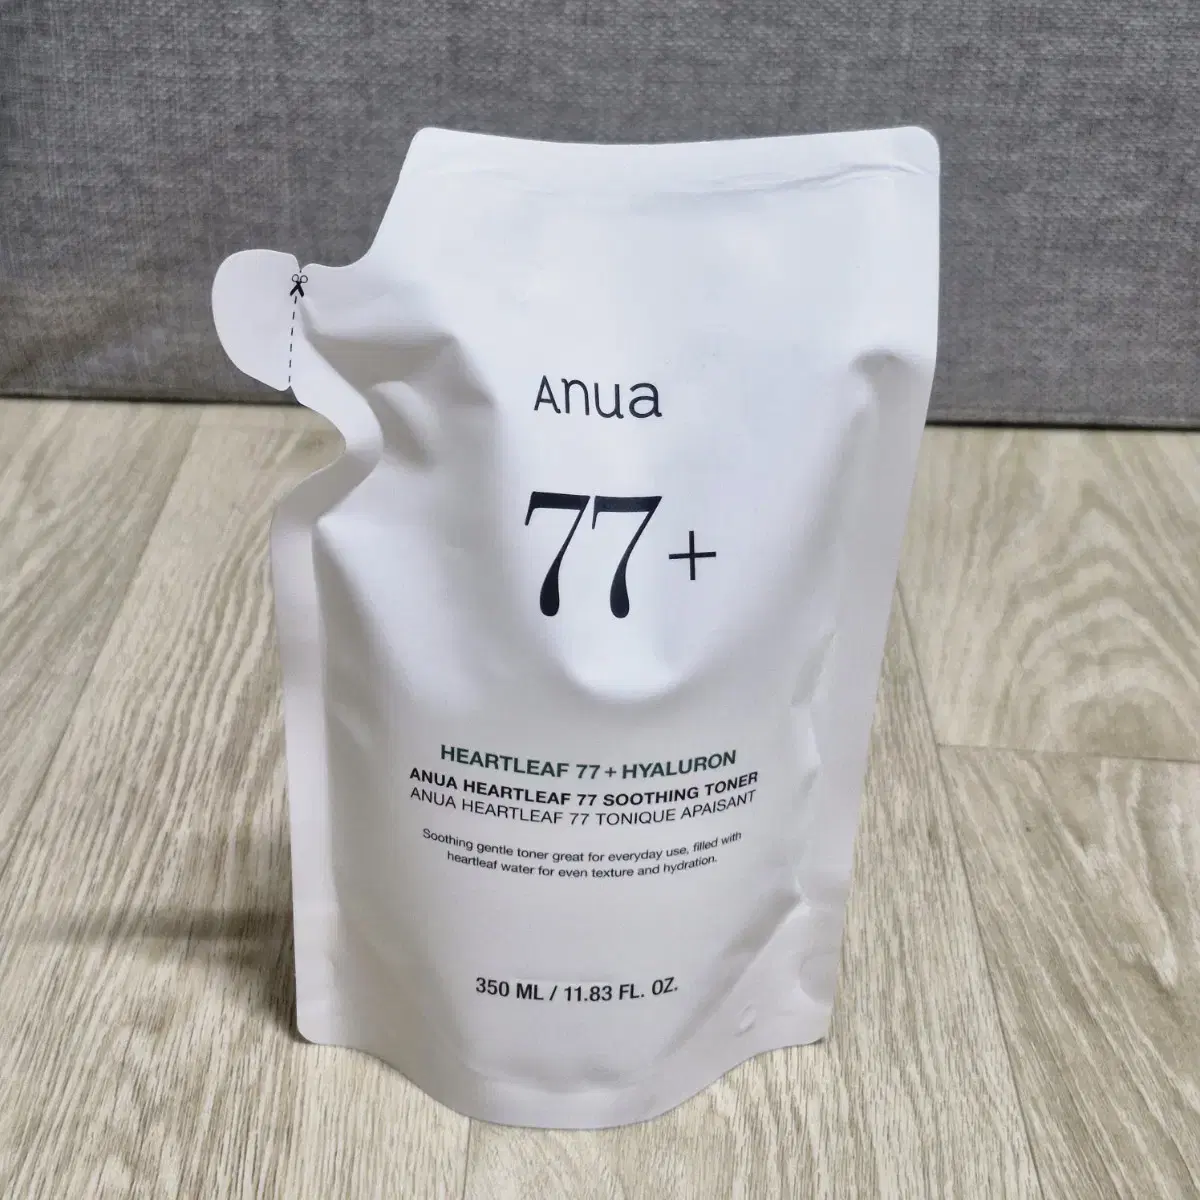 Anua
77+
HEARTLEAF 77 + HYALURON
ANUA HEARTLEAF 77 SOOTHING TONER
ANUA HEARTLEAF 77 TONIQUE APAISANT
Soothing gentle toner great for everyday use, filled with
heartleaf water for even texture and hydration.
350 ML / 11.83 FL. OZ.